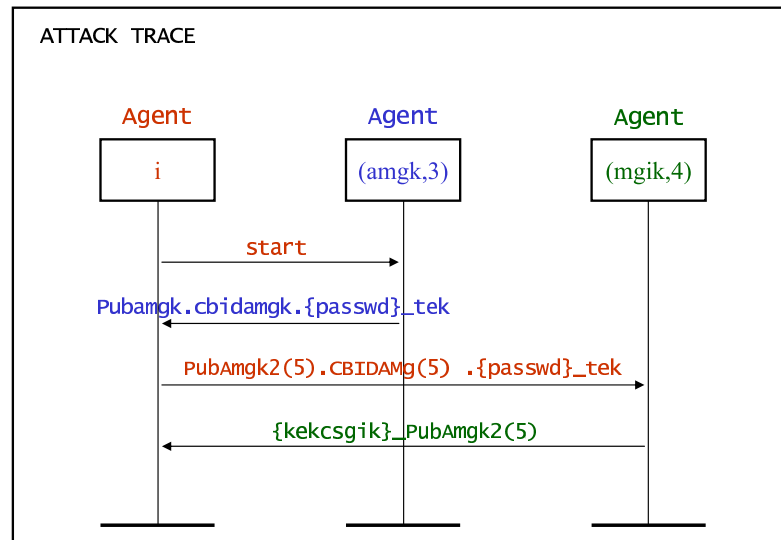 ATTACK TRACE
Agent Agent Agent
i (amgk,3) (mgik,4)
start
Pubamgk.cbidamgk.{passwd}_tek
PubAmgk2(5).CBIDAMg(5) .{passwd}_tek
{kekcsgik}_PubAmgk2(5)